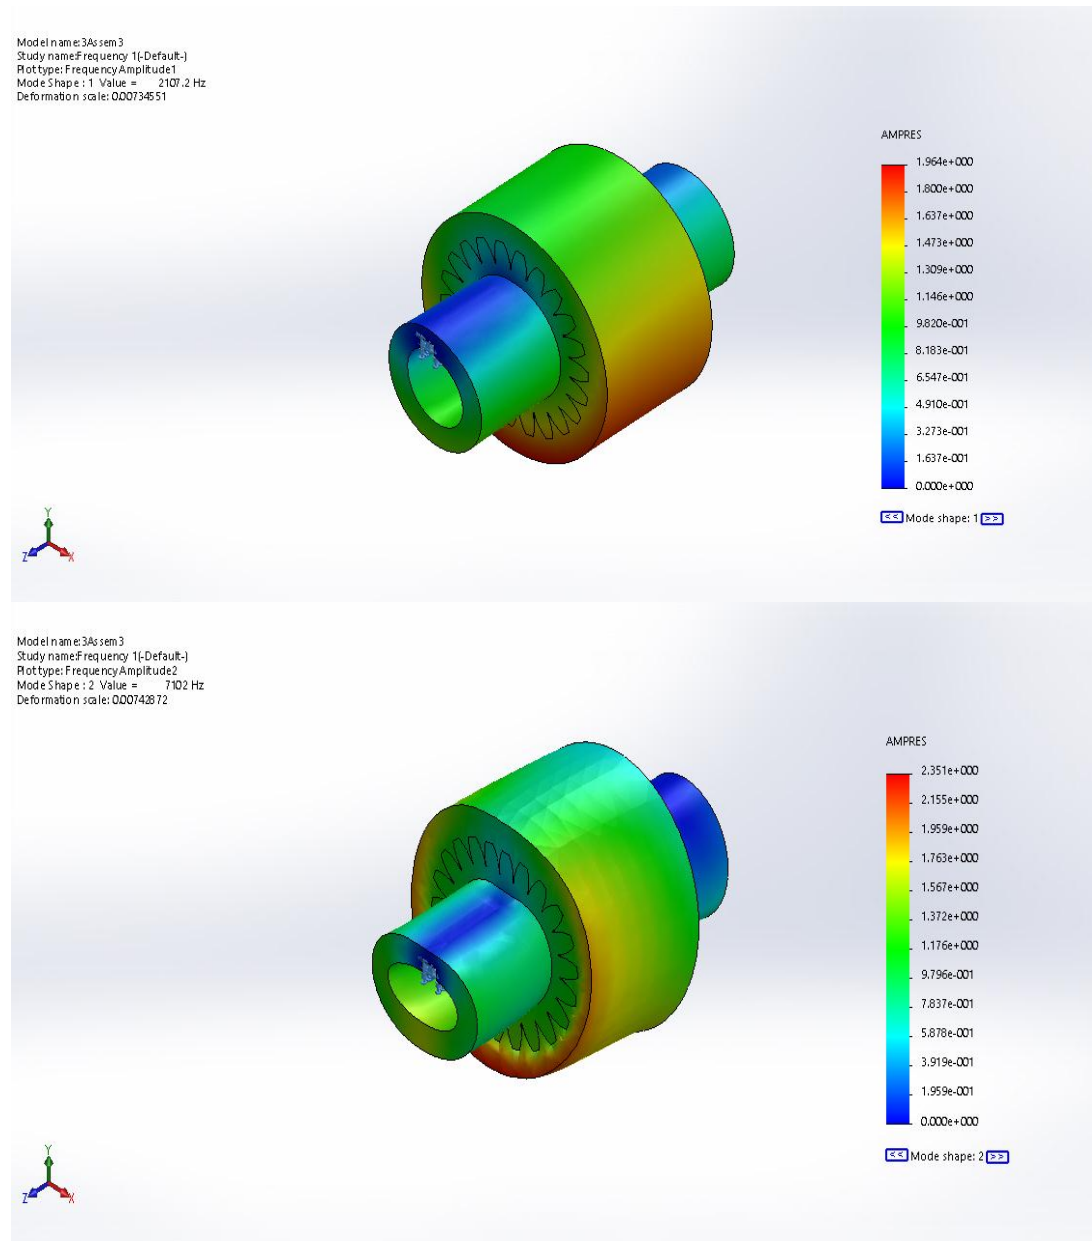 Model name:3Assem3
Study name:Frequency 1(-Default-)
Plot type: Frequency Amplitude1
Mode Shape : 1 Value = 2107.2 Hz
Deformation scale: 0.00734551
AMPRES
1.964e+000
1.800e+000
1.637e+000
1.473e+000
1.309e+000
1.146e+000
9.820e-001
8.183e-001
6.547e-001
4.910e-001
3.273e-001
1.637e-001
0.000e+000
<< Mode shape: 1 >>
Y
Z X
Model name:3Assem3
Study name:Frequency 1(-Default-)
Plot type: Frequency Amplitude2
Mode Shape : 2 Value = 7102 Hz
Deformation scale: 0.00742872
AMPRES
2.351e+000
2.155e+000
1.959e+000
1.763e+000
1.567e+000
1.372e+000
1.176e+000
9.796e-001
7.837e-001
5.878e-001
3.919e-001
1.959e-001
0.000e+000
<< Mode shape: 2 >>
Y
Z X